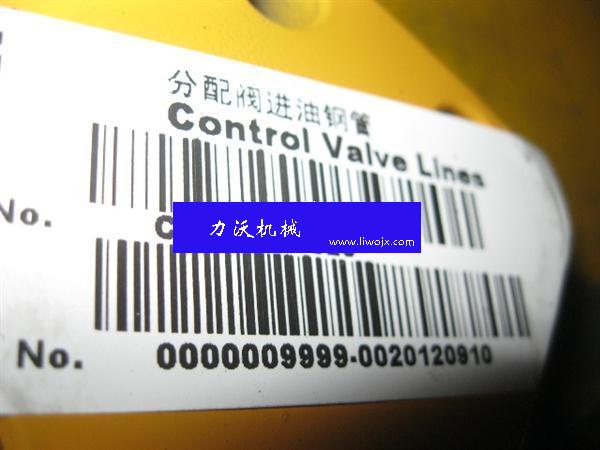 分配阀进油钢管
Control Valve Lines
No.
力沃机械
www.liwojx.com
No. 0000009999-0020120910